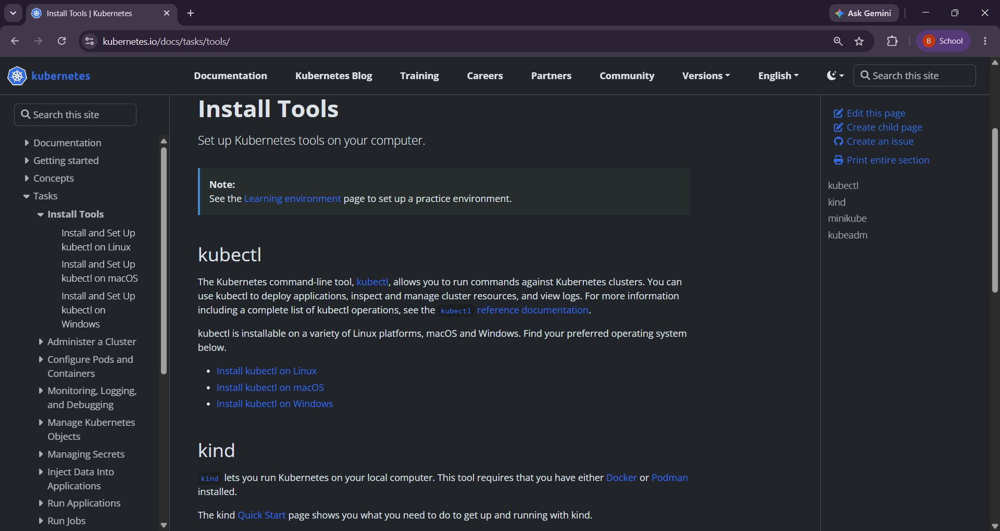 Install Tools | Kubernetes
Ask Gemini
kubernetes.io/docs/tasks/tools/
B School
kubernetes
Documentation
Kubernetes Blog
Training
Careers
Partners
Community
Versions
English
Search this site
Search this site
Documentation
Getting started
Concepts
Tasks
Install Tools
Install and Set Up
kubectl on Linux
Install and Set Up
kubectl on macOS
Install and Set Up
kubectl on
Windows
Administer a Cluster
Configure Pods and
Containers
Monitoring, Logging,
and Debugging
Manage Kubernetes
Objects
Managing Secrets
Inject Data Into
Applications
Run Applications
Run Jobs
Install Tools
Set up Kubernetes tools on your computer.
Note:
See the Learning environment page to set up a practice environment.
kubectl
The Kubernetes command-line tool, kubectl, allows you to run commands against Kubernetes clusters. You can
use kubectl to deploy applications, inspect and manage cluster resources, and view logs. For more information
including a complete list of kubectl operations, see the kubectl reference documentation.
kubectl is installable on a variety of Linux platforms, macOS and Windows. Find your preferred operating system
below.
• Install kubectl on Linux
• Install kubectl on macOS
• Install kubectl on Windows
kind
kind lets you run Kubernetes on your local computer. This tool requires that you have either Docker or Podman
installed.
The kind Quick Start page shows you what you need to do to get up and running with kind.
Edit this page
Create child page
Create an issue
Print entire section
kubectl
kind
minikube
kubeadm